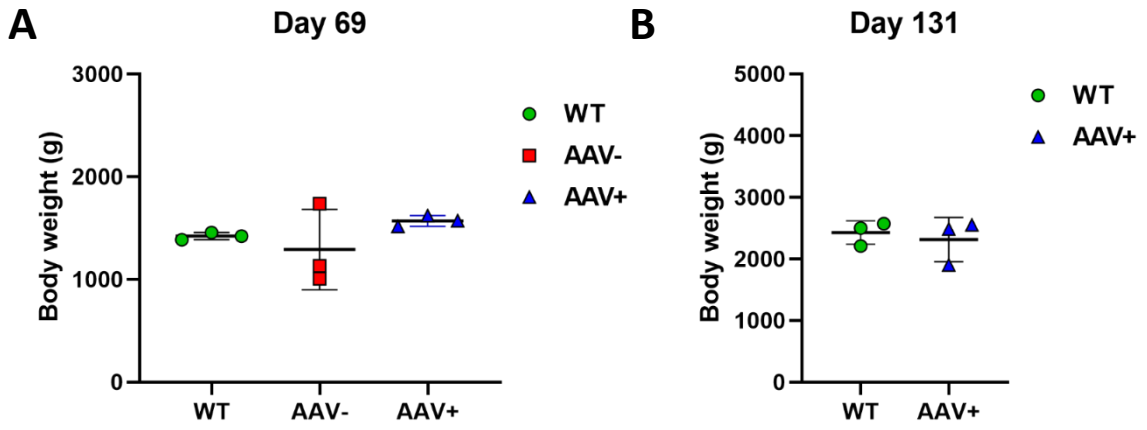 A
Day 69
Body weight (g)
3000
2000
1000
0
WT
AAV-
AAV+
WT
AAV-
AAV+
B
Day 131
Body weight (g)
5000
4000
3000
2000
1000
0
WT
AAV+
WT
AAV+